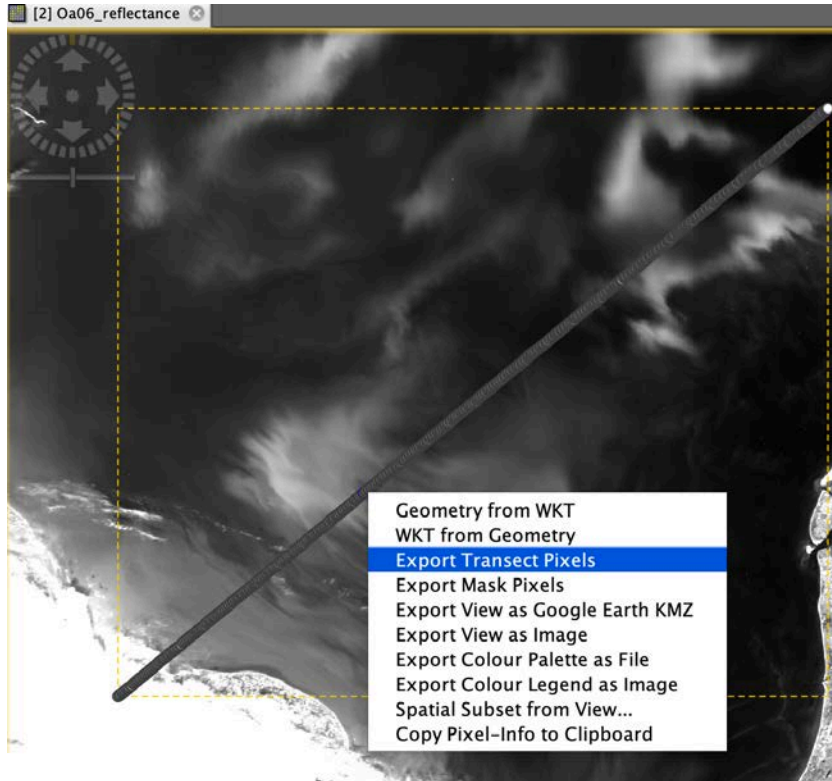 [2] Oa06_reflectance
Geometry from WKT
WKT from Geometry
Export Transect Pixels
Export Mask Pixels
Export View as Google Earth KMZ
Export View as Image
Export Colour Palette as File
Export Colour Legend as Image
Spatial Subset from View...
Copy Pixel-Info to Clipboard